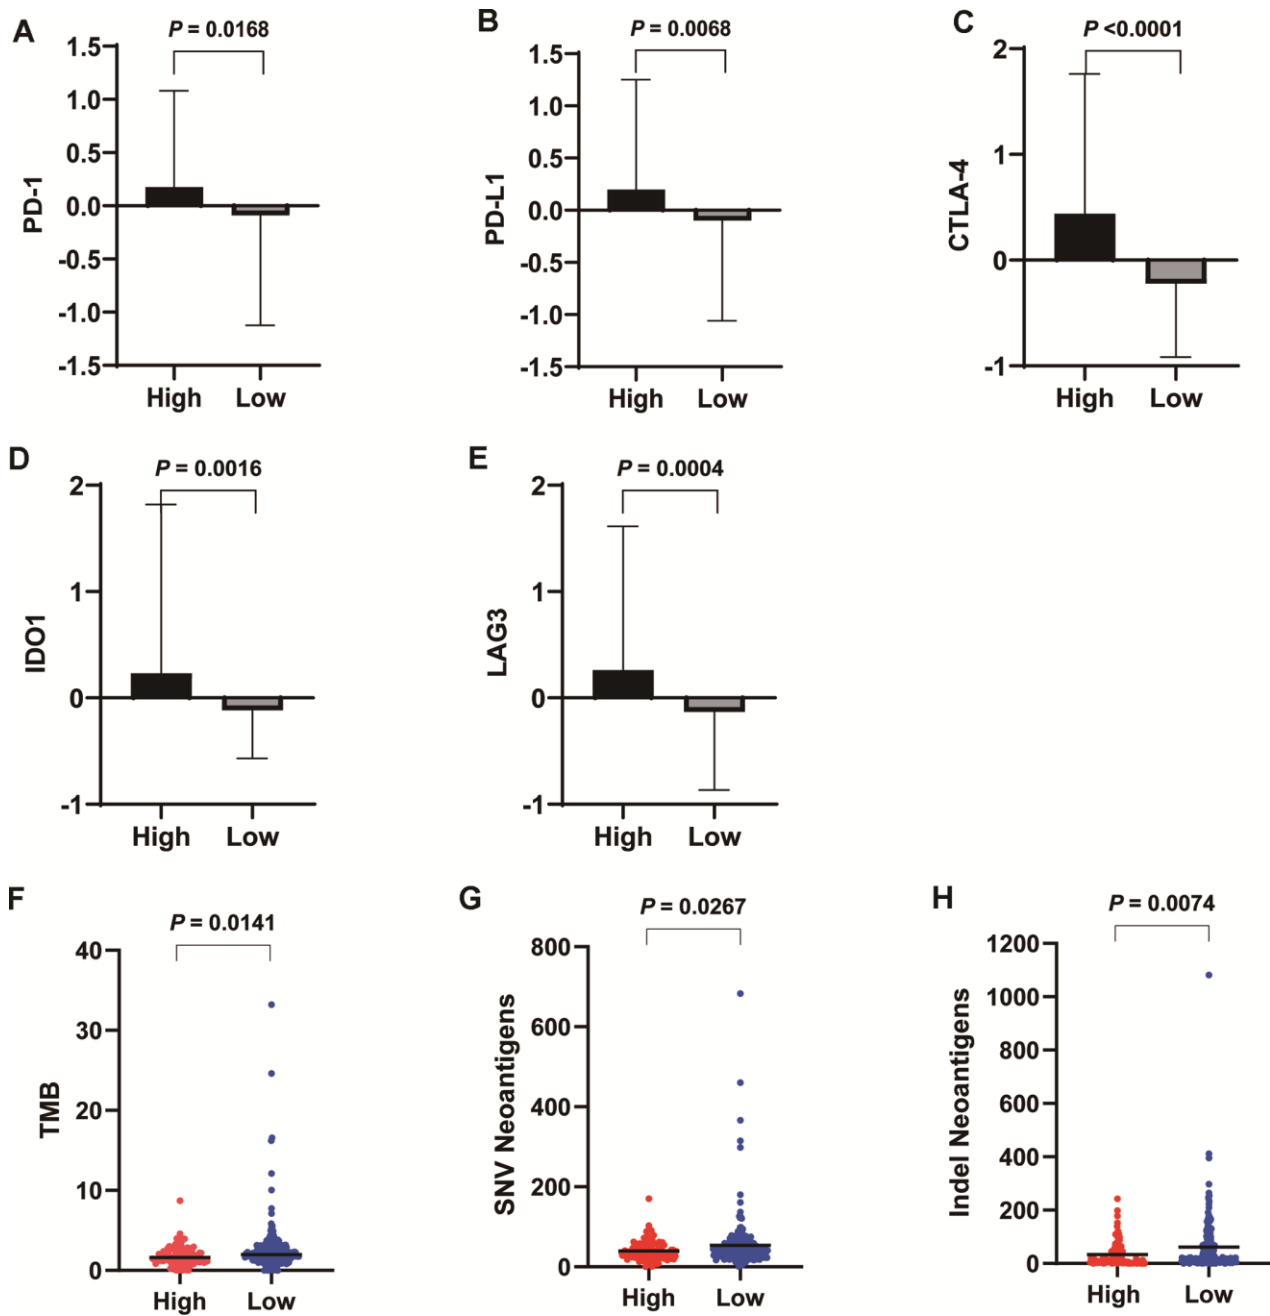 A
P = 0.0168
1.5
1.0
0.5
0.0
-0.5
-1.0
-1.5
PD-1
High Low
B
P = 0.0068
1.5
1.0
0.5
0.0
-0.5
-1.0
-1.5
PD-L1
High Low
C
P <0.0001
2
1
0
-1
CTLA-4
High Low
D
P = 0.0016
2
1
0
-1
IDO1
High Low
E
P = 0.0004
2
1
0
-1
LAG3
High Low
F
P = 0.0141
40
30
20
10
0
TMB
High Low
G
P = 0.0267
800
600
400
200
0
SNV Neoantigens
High Low
H
P = 0.0074
1200
1000
800
600
400
200
0
Indel Neoantigens
High Low